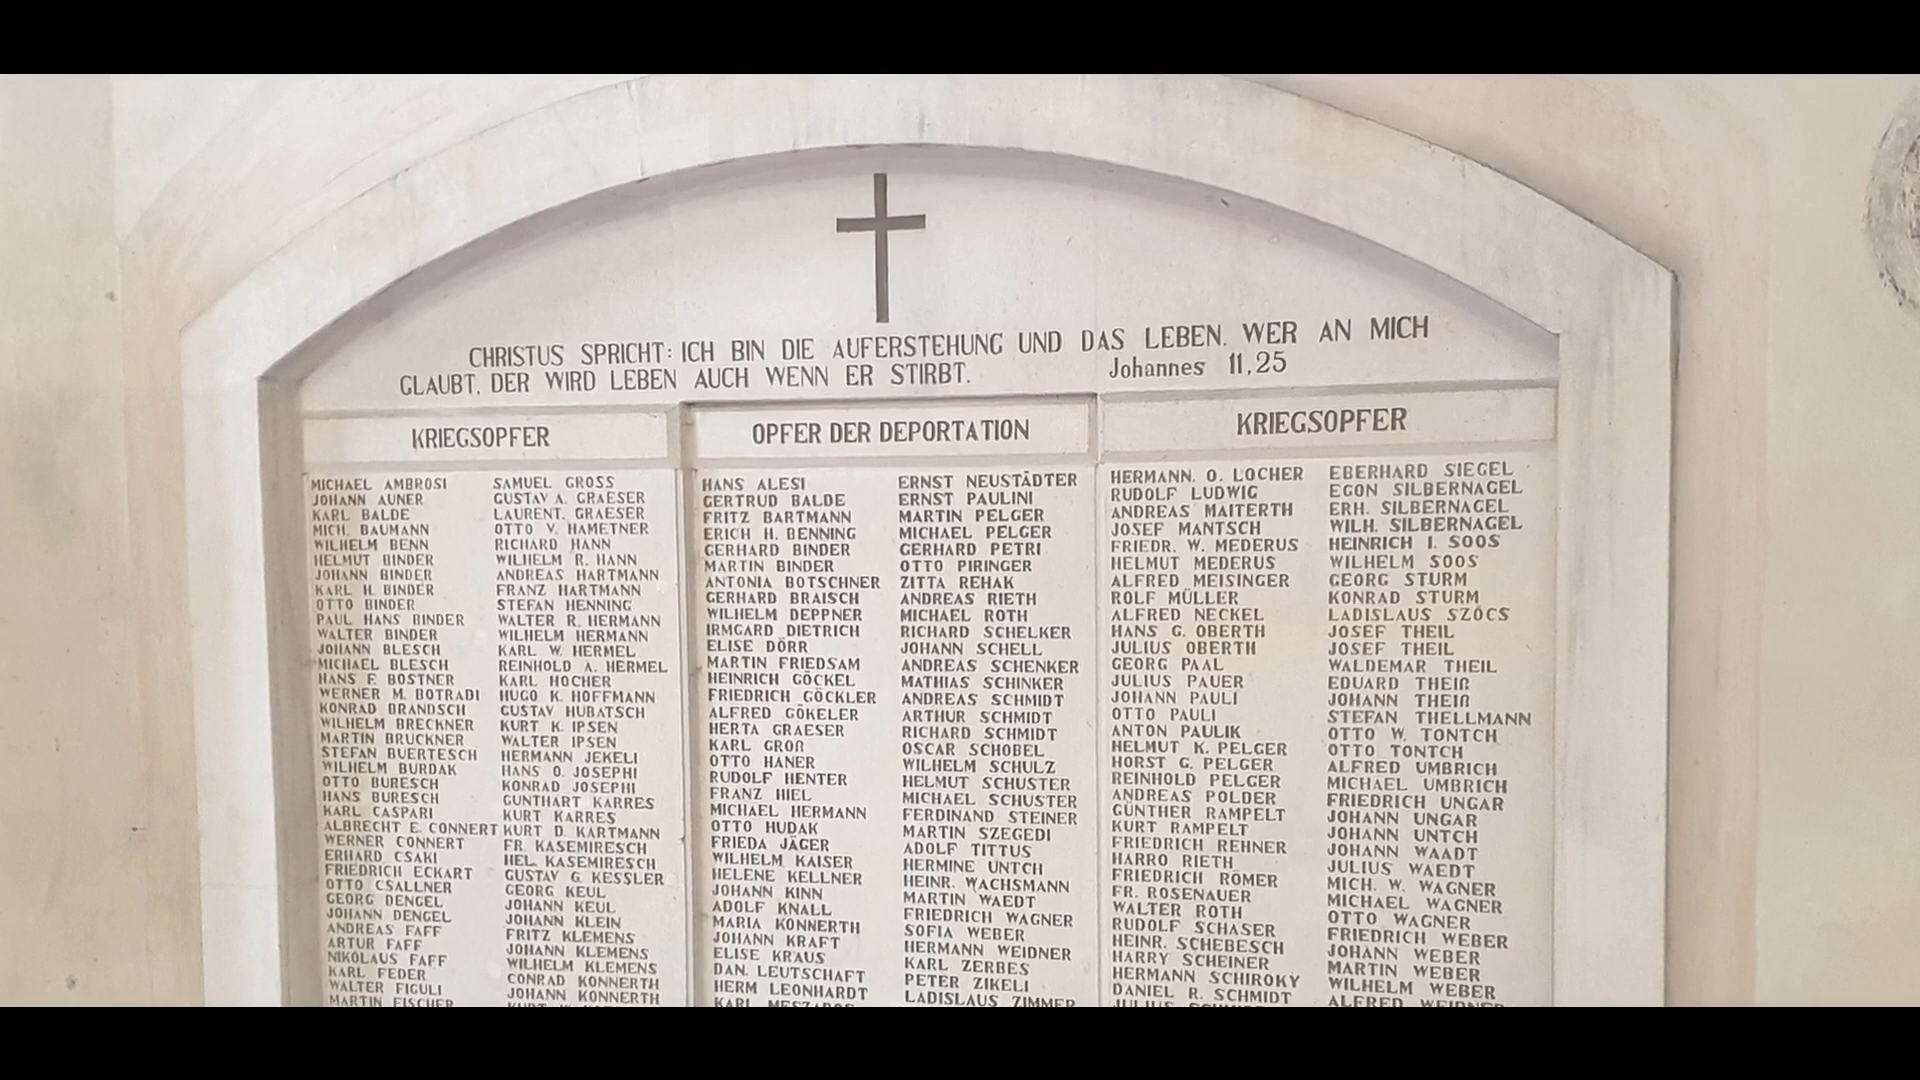 CHRISTUS SPRICHT: ICH BIN DIE AUFERSTEHUNG UND DAS LEBEN. WER AN MICH
GLAUBT, DER WIRD LEBEN AUCH WENN ER STIRBT. Johannes 11,25
KRIEGSOPFER
MICHAEL AMBROSI
JOHANN AUNER
KARL BALDE
MICH. BAUMANN
WILHELM BENN
HELMUT BINDER
JOHANN BINDER
KARL H. BINDER
OTTO BINDER
PAUL HANS BINDER
WALTER BINDER
JOHANN BLESCH
MICHAEL BLESCH
HANS F. BOSTNER
WERNER M. BOTRADI
KONRAD BRANDSCH
WILHELM BRECKNER
MARTIN BRUCKNER
STEFAN BUERTESCH
WILHELM BURDAK
OTTO BURESCH
HANS BURESCH
KARL CASPARI
ALBRECHT E. CONNERT
WERNER CONNERT
ERHARD CSAKI
FRIEDRICH ECKART
OTTO CSALLNER
GEORG DENGEL
JOHANN DENGEL
ANDREAS FAFF
ARTUR FAFF
NIKOLAUS FAFF
KARL FEDER
WALTER FIGULI
MARTIN FISCHER
SAMUEL GROSS
GUSTAV A. GRAESER
LAURENT. GRAESER
OTTO V. HAMETNER
RICHARD HANN
WILHELM R. HANN
ANDREAS HARTMANN
FRANZ HARTMANN
STEFAN HENNING
WALTER R. HERMANN
WILHELM HERMANN
KARL W. HERMEL
REINHOLD A. HERMEL
KARL HOCHER
HUGO K. HOFFMANN
GUSTAV HUBATSCH
KURT K. IPSEN
WALTER IPSEN
HERMANN JEKELI
HANS O. JOSEPHI
KONRAD JOSEPHI
GUNTHART KARRES
KURT KARRES
KURT D. KARTMANN
FR. KASEMIRESCH
HEL. KASEMIRESCH
GUSTAV G. KESSLER
GEORG KEUL
JOHANN KEUL
JOHANN KLEIN
FRITZ KLEMENS
JOHANN KLEMENS
WILHELM KLEMENS
CONRAD KONNERTH
JOHANN KONNERTH
OPFER DER DEPORTATION
HANS ALESI
GERTRUD BALDE
FRITZ BARTMANN
ERICH H. BENNING
GERHARD BINDER
MARTIN BINDER
ANTONIA BOTSCHNER
GERHARD BRAISCH
WILHELM DEPPNER
IRMGARD DIETRICH
ELISE DÖRR
MARTIN FRIEDSAM
HEINRICH GÖCKEL
FRIEDRICH GÖCKLER
ALFRED GÖKELER
HERTA GRAESER
KARL GROß
OTTO HANER
RUDOLF HENTER
FRANZ HIEL
MICHAEL HERMANN
OTTO HUDAK
FRIEDA JÄGER
WILHELM KAISER
HELENE KELLNER
JOHANN KINN
ADOLF KNALL
MARIA KONNERTH
JOHANN KRAFT
ELISE KRAUS
DAN. LEUTSCHAFT
HERM LEONHARDT
KARL MESZAROS
ERNST NEUSTÄDTER
ERNST PAULINI
MARTIN PELGER
MICHAEL PELGER
GERHARD PETRI
OTTO PIRINGER
ZITTA REHAK
ANDREAS RIETH
MICHAEL ROTH
RICHARD SCHELKER
JOHANN SCHELL
ANDREAS SCHENKER
MATHIAS SCHINKER
ANDREAS SCHMIDT
ARTHUR SCHMIDT
RICHARD SCHMIDT
OSCAR SCHOBEL
WILHELM SCHULZ
HELMUT SCHUSTER
MICHAEL SCHUSTER
FERDINAND STEINER
MARTIN SZEGEDI
ADOLF TITTUS
HERMINE UNTCH
HEINR. WACHSMANN
MARTIN WAEDT
FRIEDRICH WAGNER
SOFIA WEBER
HERMANN WEIDNER
KARL ZERBES
PETER ZIKELI
LADISLAUS ZIMMER
KRIEGSOPFER
HERMANN. O. LOCHER
RUDOLF LUDWIG
ANDREAS MAITERTH
JOSEF MANTSCH
FRIEDR. W. MEDERUS
HELMUT MEDERUS
ALFRED MEISINGER
ROLF MÜLLER
ALFRED NECKEL
HANS G. OBERTH
JULIUS OBERTH
GEORG PAAL
JULIUS PAUER
JOHANN PAULI
OTTO PAULI
ANTON PAULIK
HELMUT K. PELGER
HORST G. PELGER
REINHOLD PELGER
ANDREAS POLDER
GÜNTHER RAMPELT
KURT RAMPELT
FRIEDRICH REHNER
HARRO RIETH
FRIEDRICH RÖMER
FR. ROSENAUER
WALTER ROTH
RUDOLF SCHASER
HEINR. SCHEBESCH
HARRY SCHEINER
HERMANN SCHIROKY
DANIEL R. SCHMIDT
EBERHARD SIEGEL
EGON SILBERNAGEL
ERH. SILBERNAGEL
WILH. SILBERNAGEL
HEINRICH I. SOOS
WILHELM SOOS
GEORG STURM
KONRAD STURM
LADISLAUS SZÖCS
JOSEF THEIL
JOSEF THEIL
WALDEMAR THEIL
EDUARD THEIß
JOHANN THEIß
STEFAN THELLMANN
OTTO W. TONTCH
OTTO TONTCH
ALFRED UMBRICH
MICHAEL UMBRICH
FRIEDRICH UNGAR
JOHANN UNGAR
JOHANN UNTCH
JOHANN WAADT
JULIUS WAEDT
MICH. W. WAGNER
MICHAEL WAGNER
OTTO WAGNER
FRIEDRICH WEBER
JOHANN WEBER
MARTIN WEBER
WILHELM WEBER
ALFRED WEIDNER